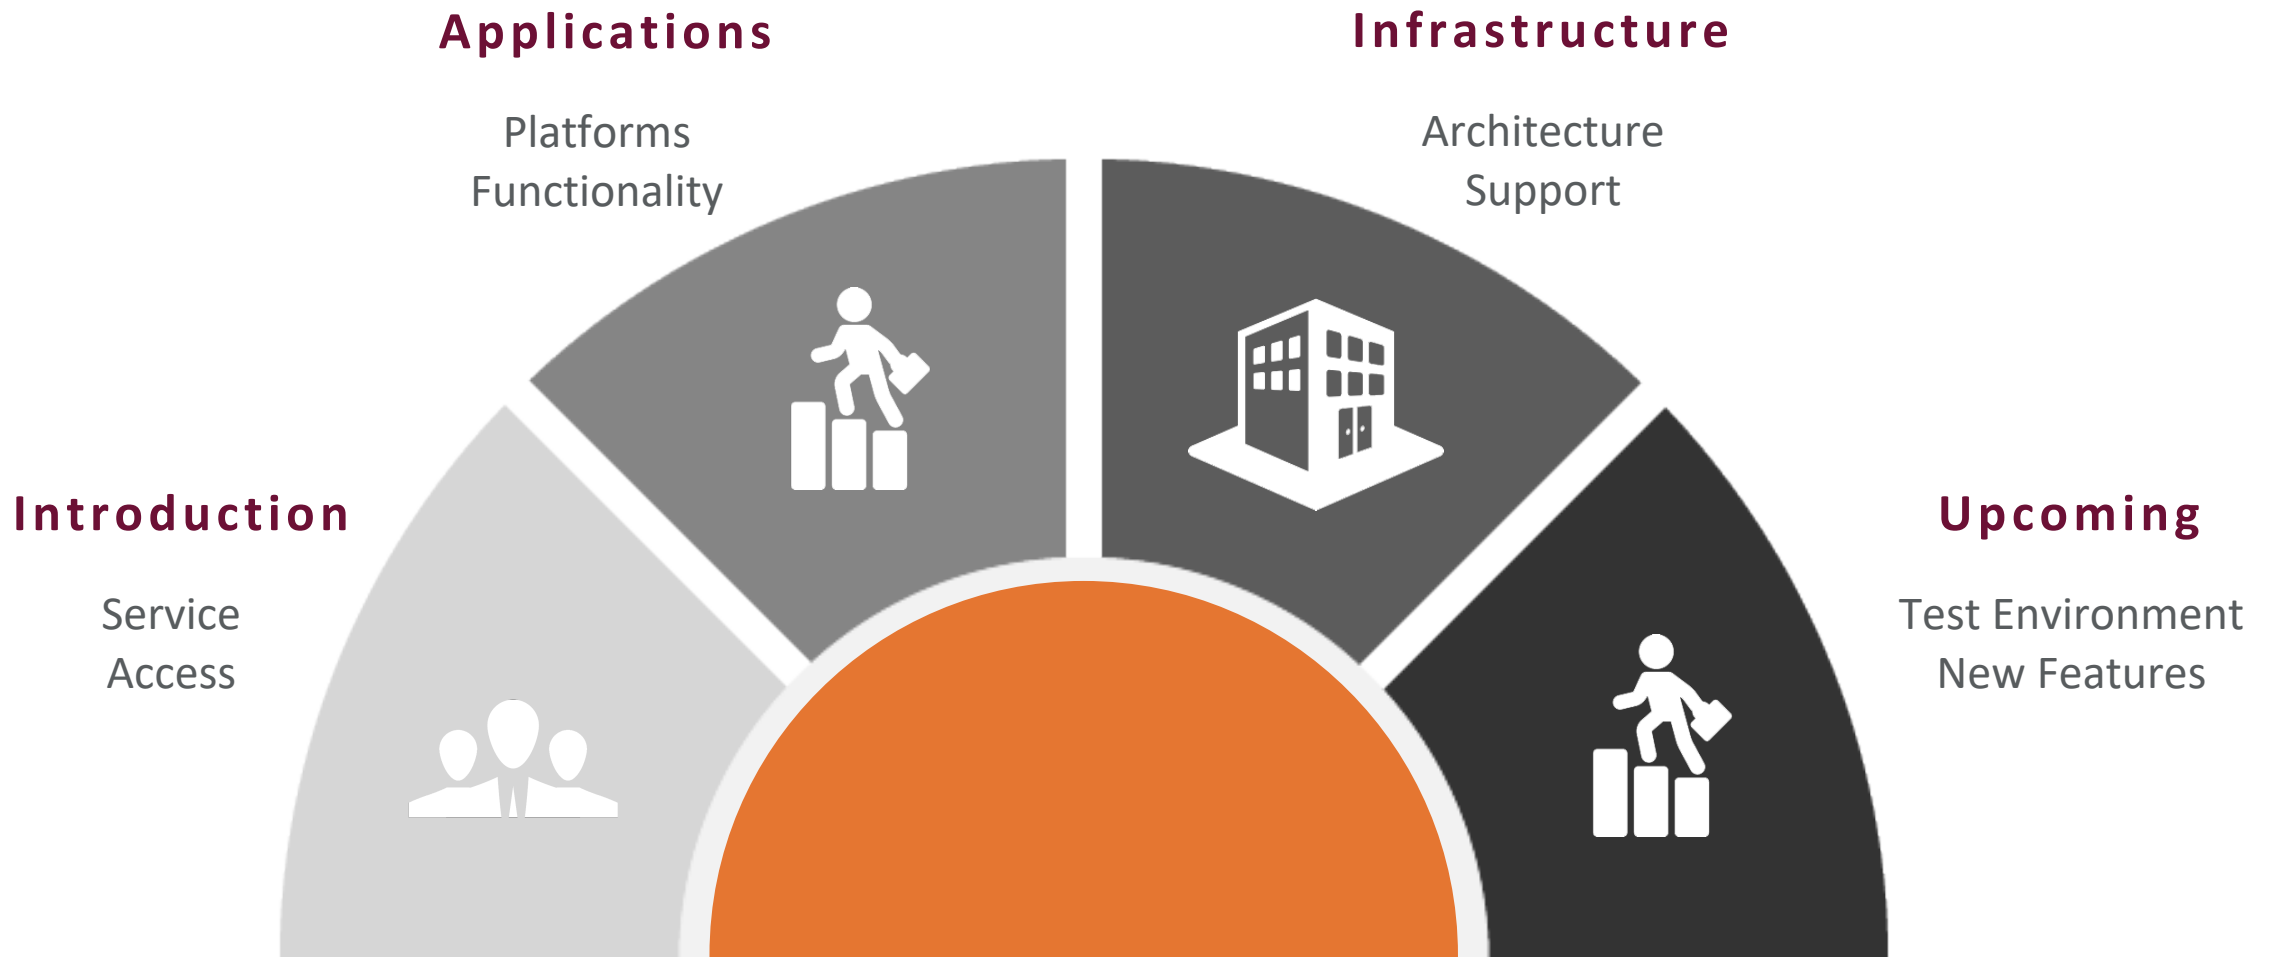 Applications
Platforms
Functionality
Infrastructure
Architecture
Support
Introduction
Service
Access
Upcoming
Test Environment
New Features